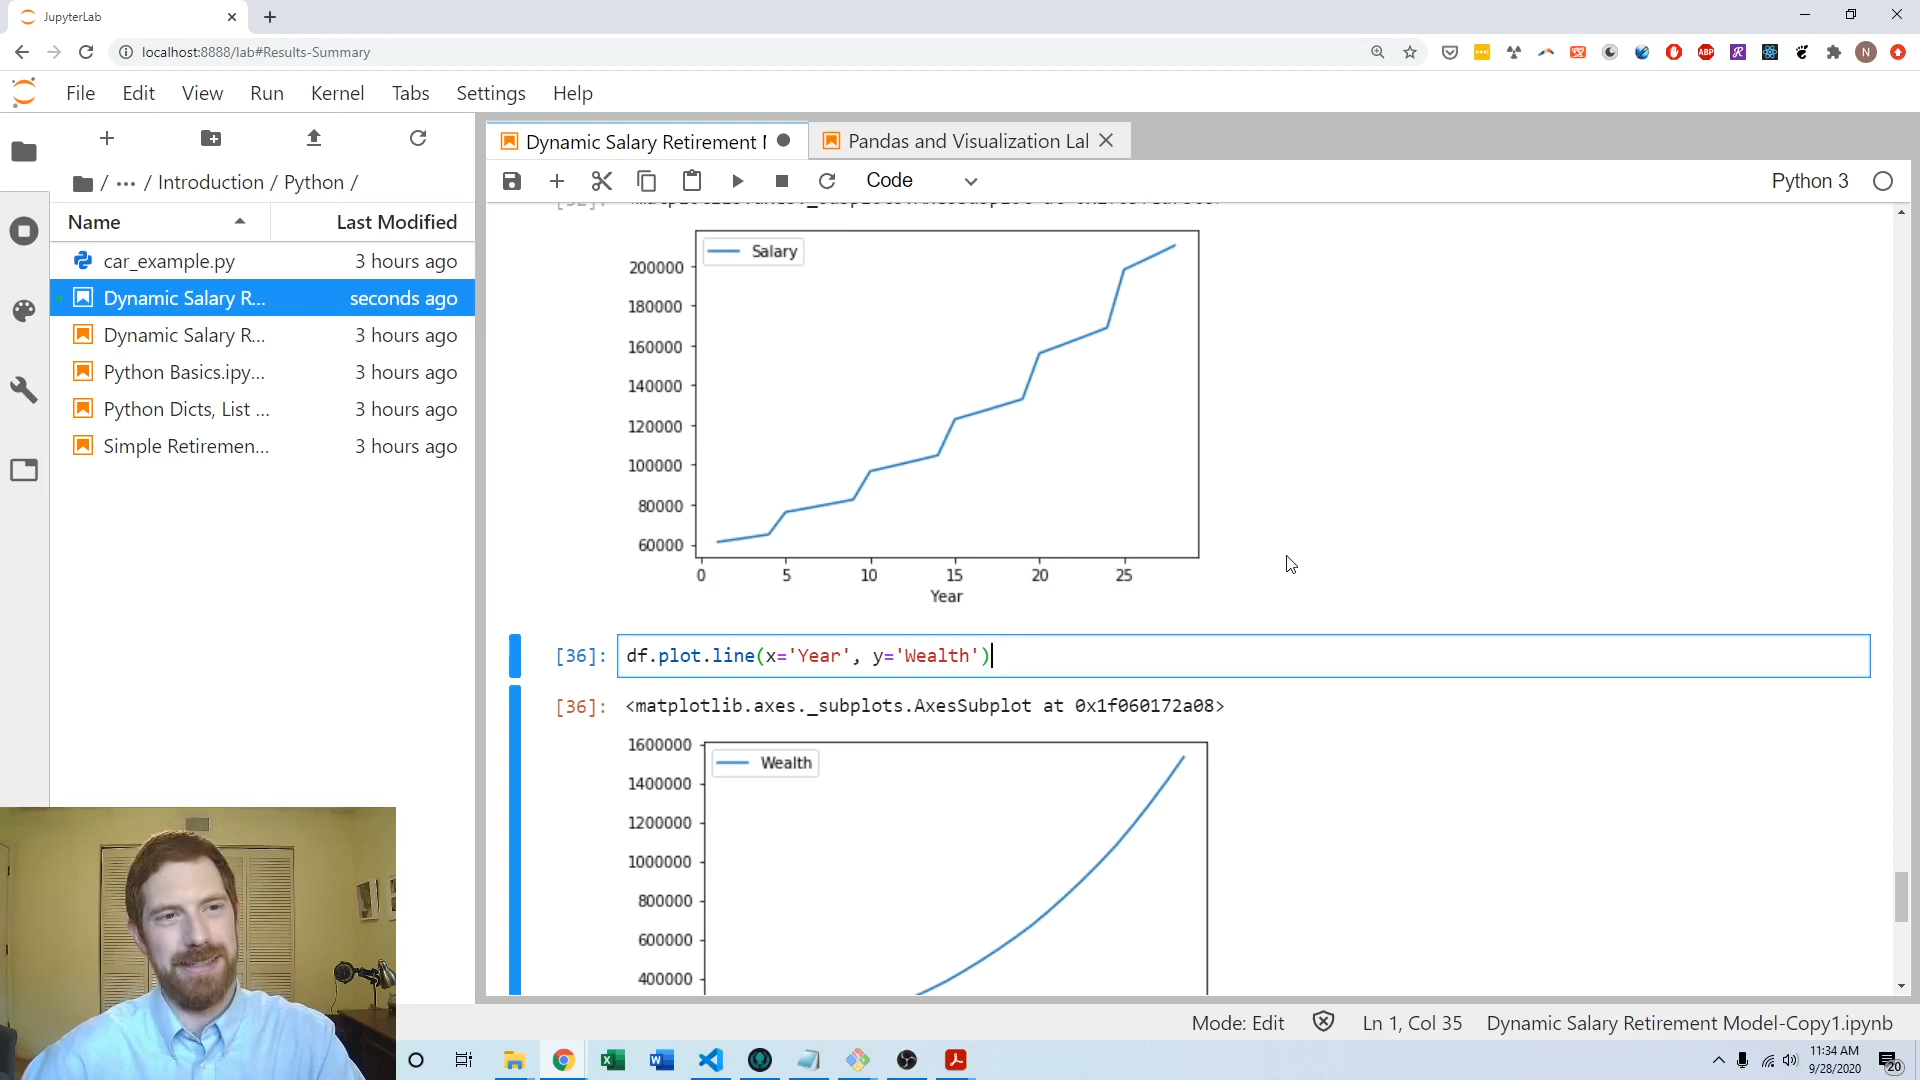 JupyterLab
localhost:8888/lab#Results-Summary
ABP
N
File Edit View Run Kernel Tabs Settings Help
Dynamic Salary Retirement
Pandas and Visualization Lal
/ ... / Introduction / Python /
Code
Python 3
Name Last Modified
car_example.py 3 hours ago
Dynamic Salary R... seconds ago
Dynamic Salary R... 3 hours ago
Python Basics.ipy... 3 hours ago
Python Dicts, List ... 3 hours ago
Simple Retiremen... 3 hours ago
Salary
200000
180000
160000
140000
120000
100000
80000
60000
0 5 10 15 20 25
Year
[36]: df.plot.line(x='Year', y='Wealth')
[36]: <matplotlib.axes._subplots.AxesSubplot at 0x1f060172a08>
Wealth
1600000
1400000
1200000
1000000
800000
600000
400000
Mode: Edit Ln 1, Col 35 Dynamic Salary Retirement Model-Copy1.ipynb
11:34 AM
9/28/2020
20